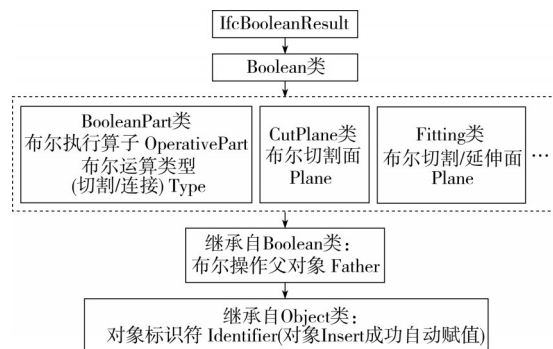 IfcBooleanResult
Boolean类
BooleanPart类
布尔执行算子 OperativePart
布尔运算类型
(切割/连接) Type
CutPlane类
布尔切割面
Plane
Fitting类
布尔切割/延伸面
Plane
…
继承自Boolean类：
布尔操作父对象 Father
继承自Object类：
对象标识符 Identifier(对象Insert成功自动赋值)